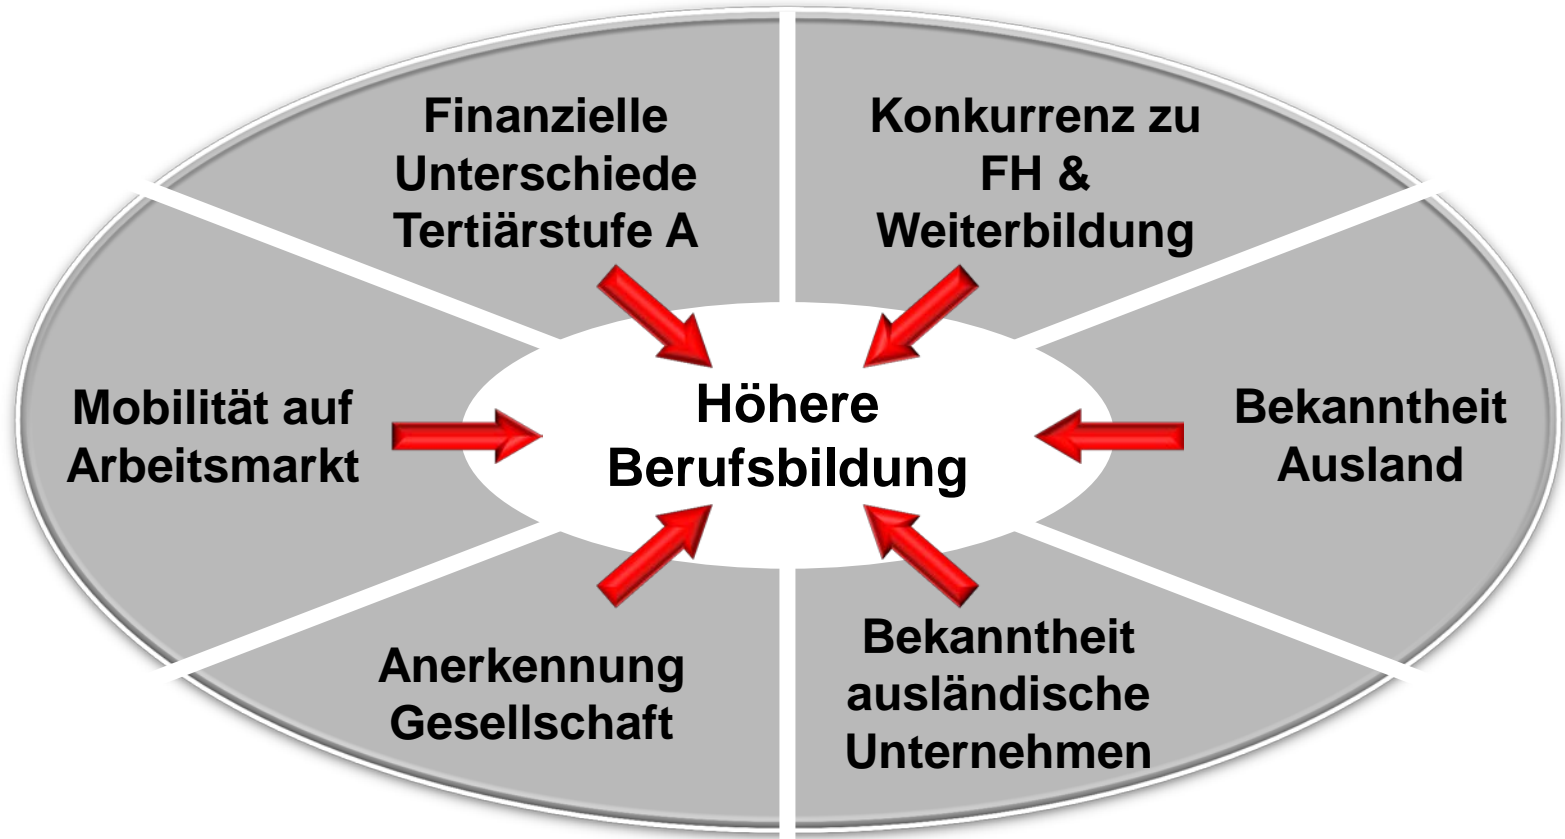 Finanzielle
Unterschiede
Tertiärstufe A
Konkurrenz zu
FH &
Weiterbildung
Mobilität auf
Arbeitsmarkt
Höhere
Berufsbildung
Bekanntheit
Ausland
Anerkennung
Gesellschaft
Bekanntheit
ausländische
Unternehmen